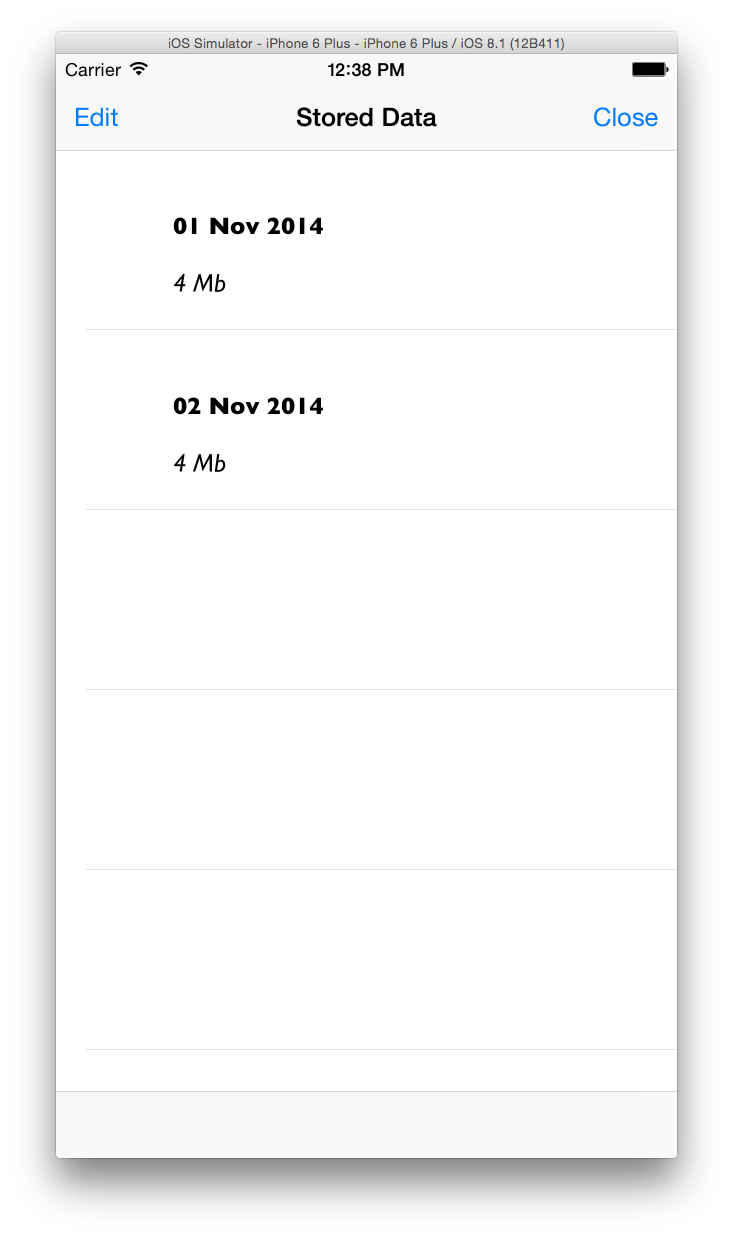 iOS Simulator - iPhone 6 Plus - iPhone 6 Plus / iOS 8.1 (12B411)
Carrier 12:38 PM
Edit Stored Data Close
01 Nov 2014
4 Mb
02 Nov 2014
4 Mb